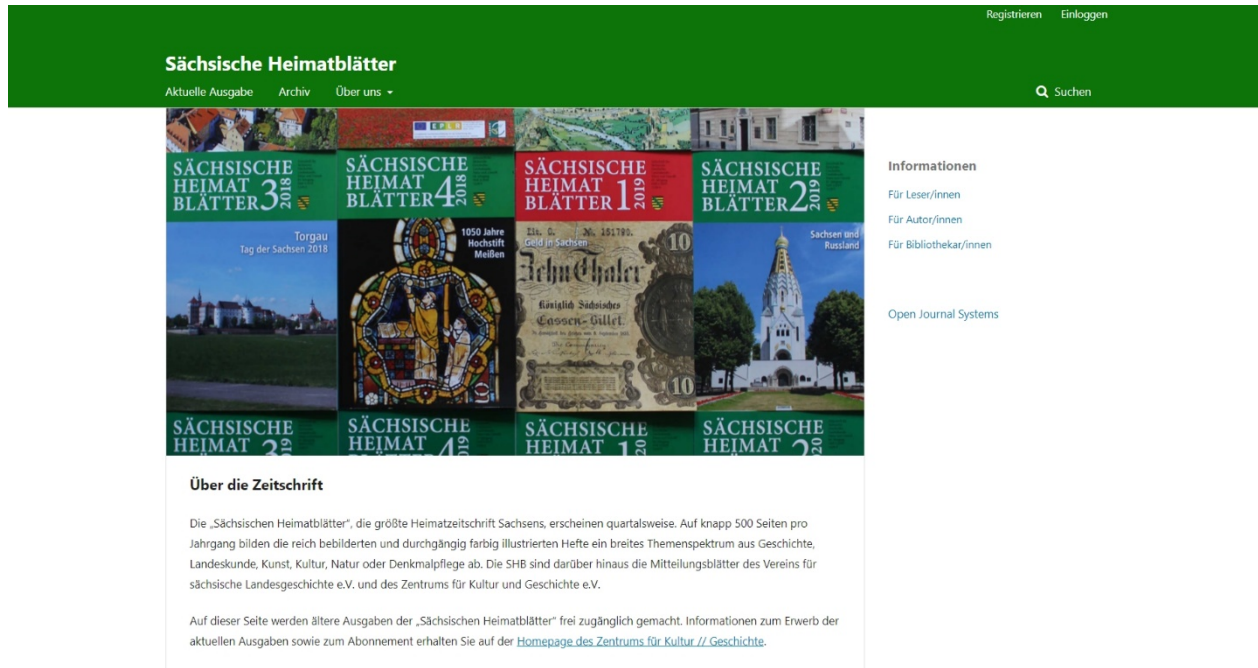 Registrieren Einloggen
Sächsische Heimatblätter
Aktuelle Ausgabe Archiv Über uns
Suchen
SÄCHSISCHE
HEIMAT
BLÄTTER 3 2018
SÄCHSISCHE
HEIMAT
BLÄTTER 4 2018
SÄCHSISCHE
HEIMAT
BLÄTTER 1 2019
SÄCHSISCHE
HEIMAT
BLÄTTER 2 2019
Torgau
Tag der Sachsen 2018
1050 Jahre
Hochstift
Meißen
Lit. G. No. 151790.
Geld in Sachsen
10
Zehn Thaler
Königlich Sächsisches
Cassen-Billet.
10
Sachsen und
Russland
SÄCHSISCHE
HEIMAT 3
SÄCHSISCHE
HEIMAT 4
SÄCHSISCHE
HEIMAT 1
SÄCHSISCHE
HEIMAT 2
Informationen
Für Leser/innen
Für Autor/innen
Für Bibliothekar/innen
Open Journal Systems
Über die Zeitschrift
Die „Sächsischen Heimatblätter", die größte Heimatzeitschrift Sachsens, erscheinen quartalsweise. Auf knapp 500 Seiten pro
Jahrgang bilden die reich bebilderten und durchgängig farbig illustrierten Hefte ein breites Themenspektrum aus Geschichte,
Landeskunde, Kunst, Kultur, Natur oder Denkmalpflege ab. Die SHB sind darüber hinaus die Mitteilungsblätter des Vereins für
sächsische Landesgeschichte e.V. und des Zentrums für Kultur und Geschichte e.V.
Auf dieser Seite werden ältere Ausgaben der „Sächsischen Heimatblätter" frei zugänglich gemacht. Informationen zum Erwerb der
aktuellen Ausgaben sowie zum Abonnement erhalten Sie auf der Homepage des Zentrums für Kultur // Geschichte.